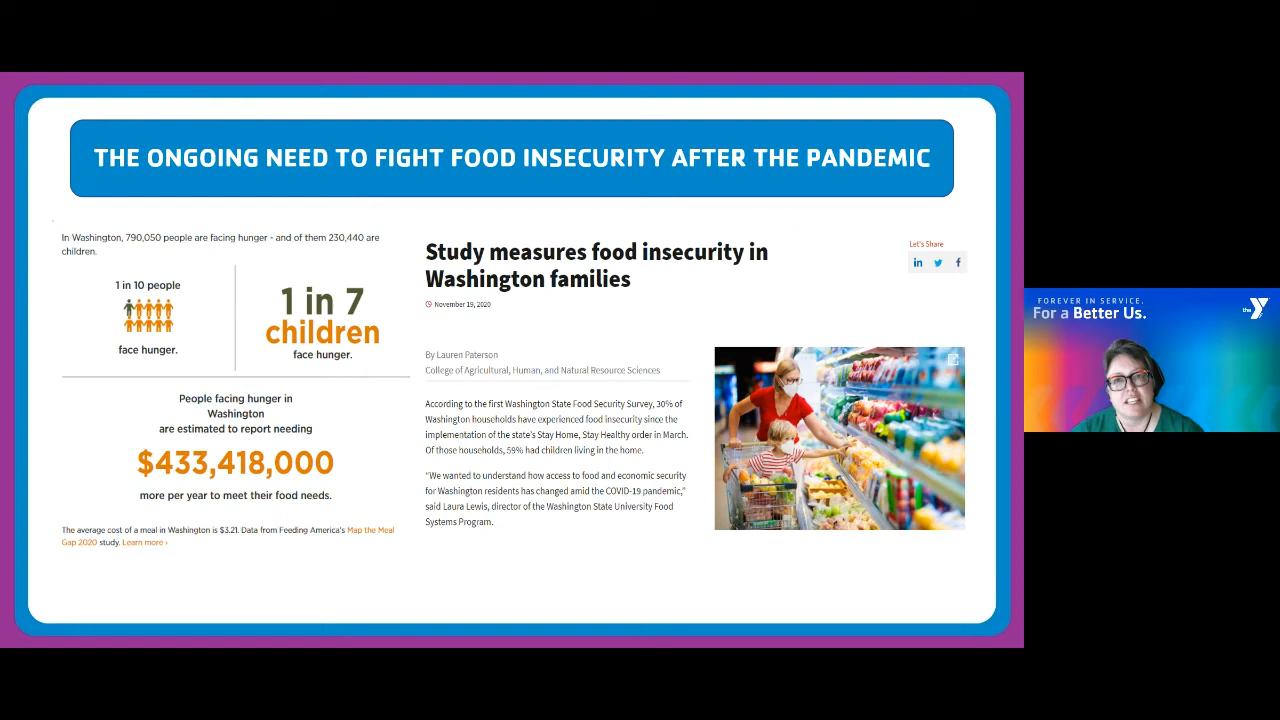 THE ONGOING NEED TO FIGHT FOOD INSECURITY AFTER THE PANDEMIC
In Washington, 790,050 people are facing hunger - and of them 230,440 are
children.
1 in 10 people
face hunger.
1 in 7
children
face hunger.
People facing hunger in
Washington
are estimated to report needing
$433,418,000
more per year to meet their food needs.
The average cost of a meal in Washington is $3.21. Data from Feeding America's Map the Meal
Gap 2020 study. Learn more ›
Study measures food insecurity in
Washington families
November 19, 2020
Let's Share
in f
By Lauren Paterson
College of Agricultural, Human, and Natural Resource Sciences
According to the first Washington State Food Security Survey, 30% of
Washington households have experienced food insecurity since the
implementation of the state's Stay Home, Stay Healthy order in March.
Of those households, 59% had children living in the home.
“We wanted to understand how access to food and economic security
for Washington residents has changed amid the COVID-19 pandemic,”
said Laura Lewis, director of the Washington State University Food
Systems Program.
FOREVER IN SERVICE.
For a Better Us.
the Y